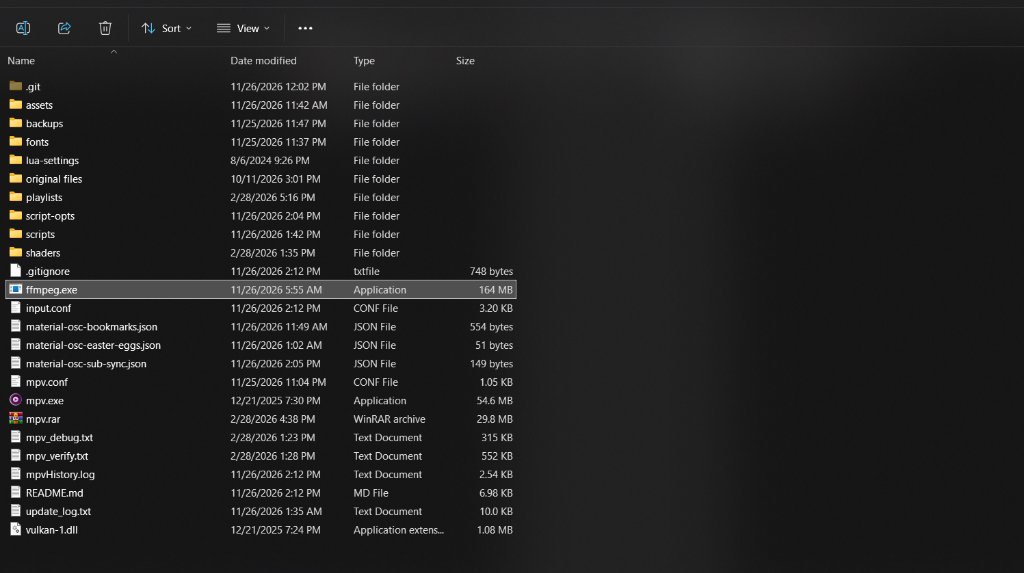 Sort View
Name Date modified Type Size
.git 11/26/2026 12:02 PM File folder
assets 11/26/2026 11:42 AM File folder
backups 11/25/2026 11:47 PM File folder
fonts 11/25/2026 11:37 PM File folder
lua-settings 8/6/2024 9:26 PM File folder
original files 10/11/2026 3:01 PM File folder
playlists 2/28/2026 5:16 PM File folder
script-opts 11/26/2026 2:04 PM File folder
scripts 11/26/2026 1:42 PM File folder
shaders 2/28/2026 1:35 PM File folder
.gitignore 11/26/2026 2:12 PM txtfile 748 bytes
ffmpeg.exe 11/26/2026 5:55 AM Application 164 MB
input.conf 11/26/2026 2:12 PM CONF File 3.20 KB
material-osc-bookmarks.json 11/26/2026 11:49 AM JSON File 554 bytes
material-osc-easter-eggs.json 11/26/2026 1:02 AM JSON File 51 bytes
material-osc-sub-sync.json 11/26/2026 2:05 PM JSON File 149 bytes
mpv.conf 11/25/2026 11:04 PM CONF File 1.05 KB
mpv.exe 12/21/2025 7:30 PM Application 54.6 MB
mpv.rar 2/28/2026 4:38 PM WinRAR archive 29.8 MB
mpv_debug.txt 2/28/2026 1:23 PM Text Document 315 KB
mpv_verify.txt 2/28/2026 1:28 PM Text Document 552 KB
mpvHistory.log 11/26/2026 2:12 PM Text Document 2.54 KB
README.md 11/26/2026 2:12 PM MD File 6.98 KB
update_log.txt 11/26/2026 1:35 AM Text Document 10.0 KB
vulkan-1.dll 12/21/2025 7:24 PM Application extens... 1.08 MB